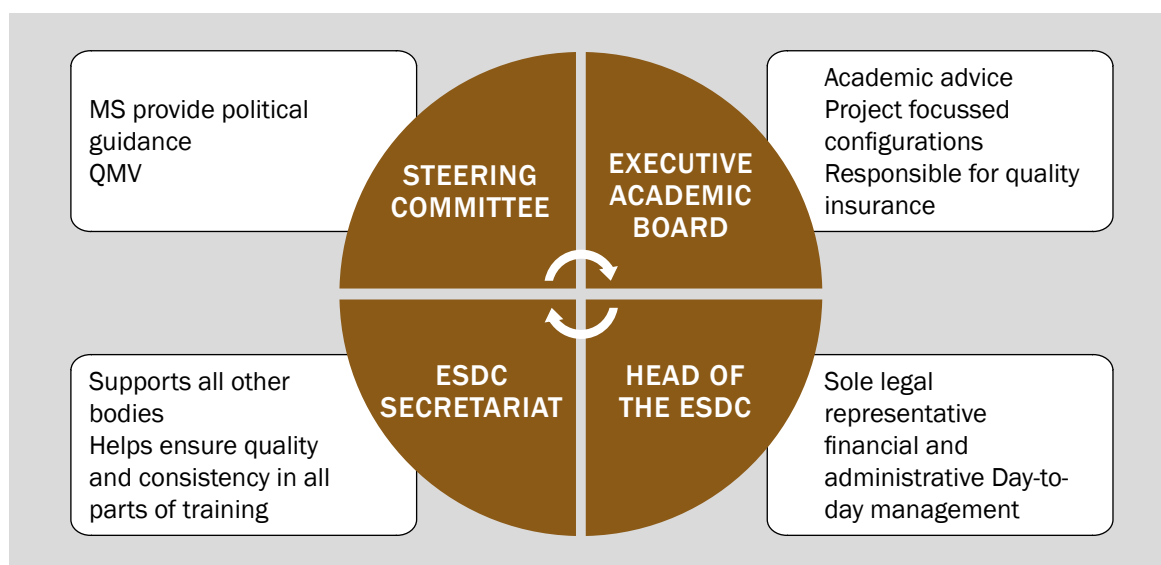 MS provide political
guidance
QMV
STEERING
COMMITTEE
EXECUTIVE
ACADEMIC
BOARD
Academic advice
Project focussed
configurations
Responsible for quality
insurance
Supports all other
bodies
Helps ensure quality
and consistency in all
parts of training
ESDC
SECRETARIAT
HEAD OF
THE ESDC
Sole legal
representative
financial and
administrative Day-to-
day management